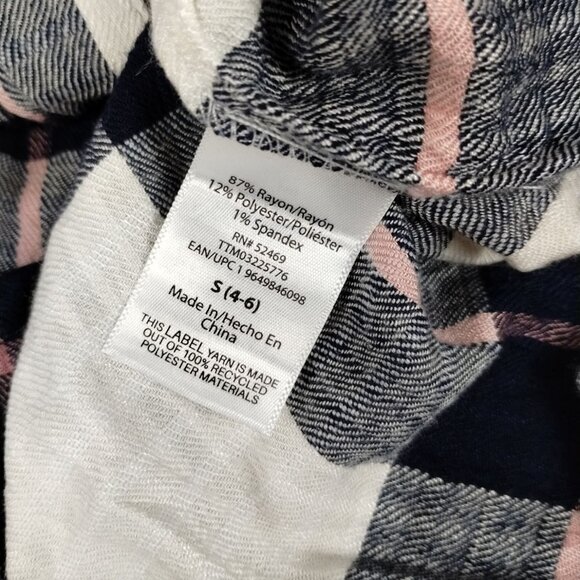 87% Rayon/Rayón
12% Polyester/Poliéster
1% Spandex
RN# 52469
TTM03225776
EAN/UPC 1 9649846098
S (4-6)
Made In/Hecho En
China
THIS LABEL YARN IS MADE
OUT OF 100% RECYCLED
POLYESTER MATERIALS